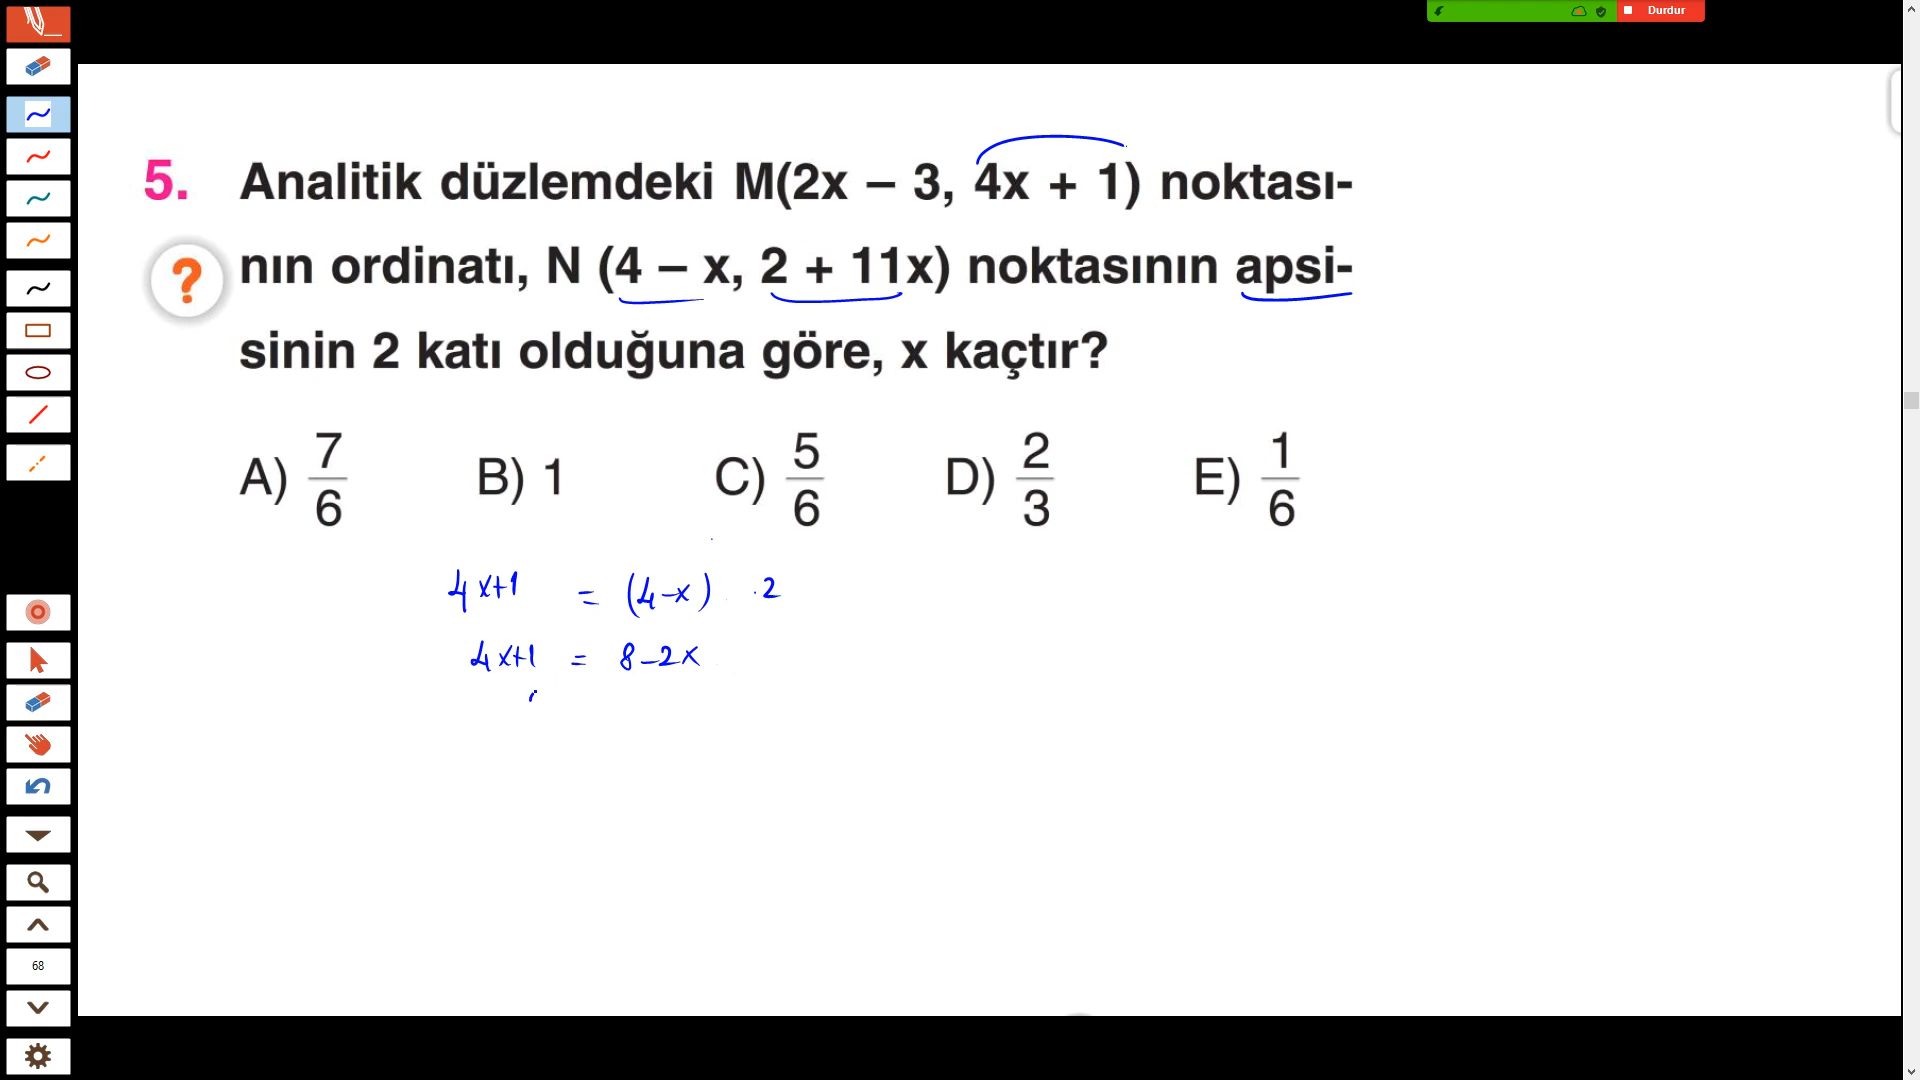 Durdur
5. Analitik düzlemdeki M(2x – 3, 4x + 1) noktası-
? nın ordinatı, N (4 – x, 2 + 11x) noktasının apsi-
sinin 2 katı olduğuna göre, x kaçtır?
A) 7/6 B) 1 C) 5/6 D) 2/3 E) 1/6
4x+1 = (4-x) .2
4x+1 = 8-2x
68